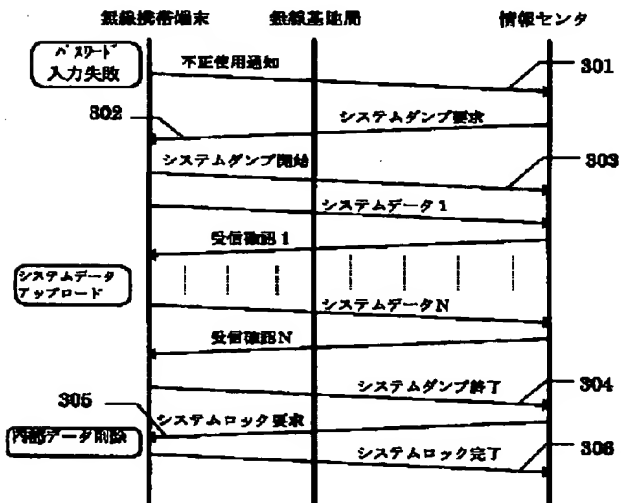 無線携帯端末 無線基地局 情報センタ
パスワード
入力失敗
不正使用通知
301
302
システムダンプ要求
システムダンプ開始
303
システムデータ1
受信確認1
システムデータ
アップロード
システムデータN
受信確認N
システムダンプ終了
304
305
システムロック要求
内部データ削除
システムロック完了
306